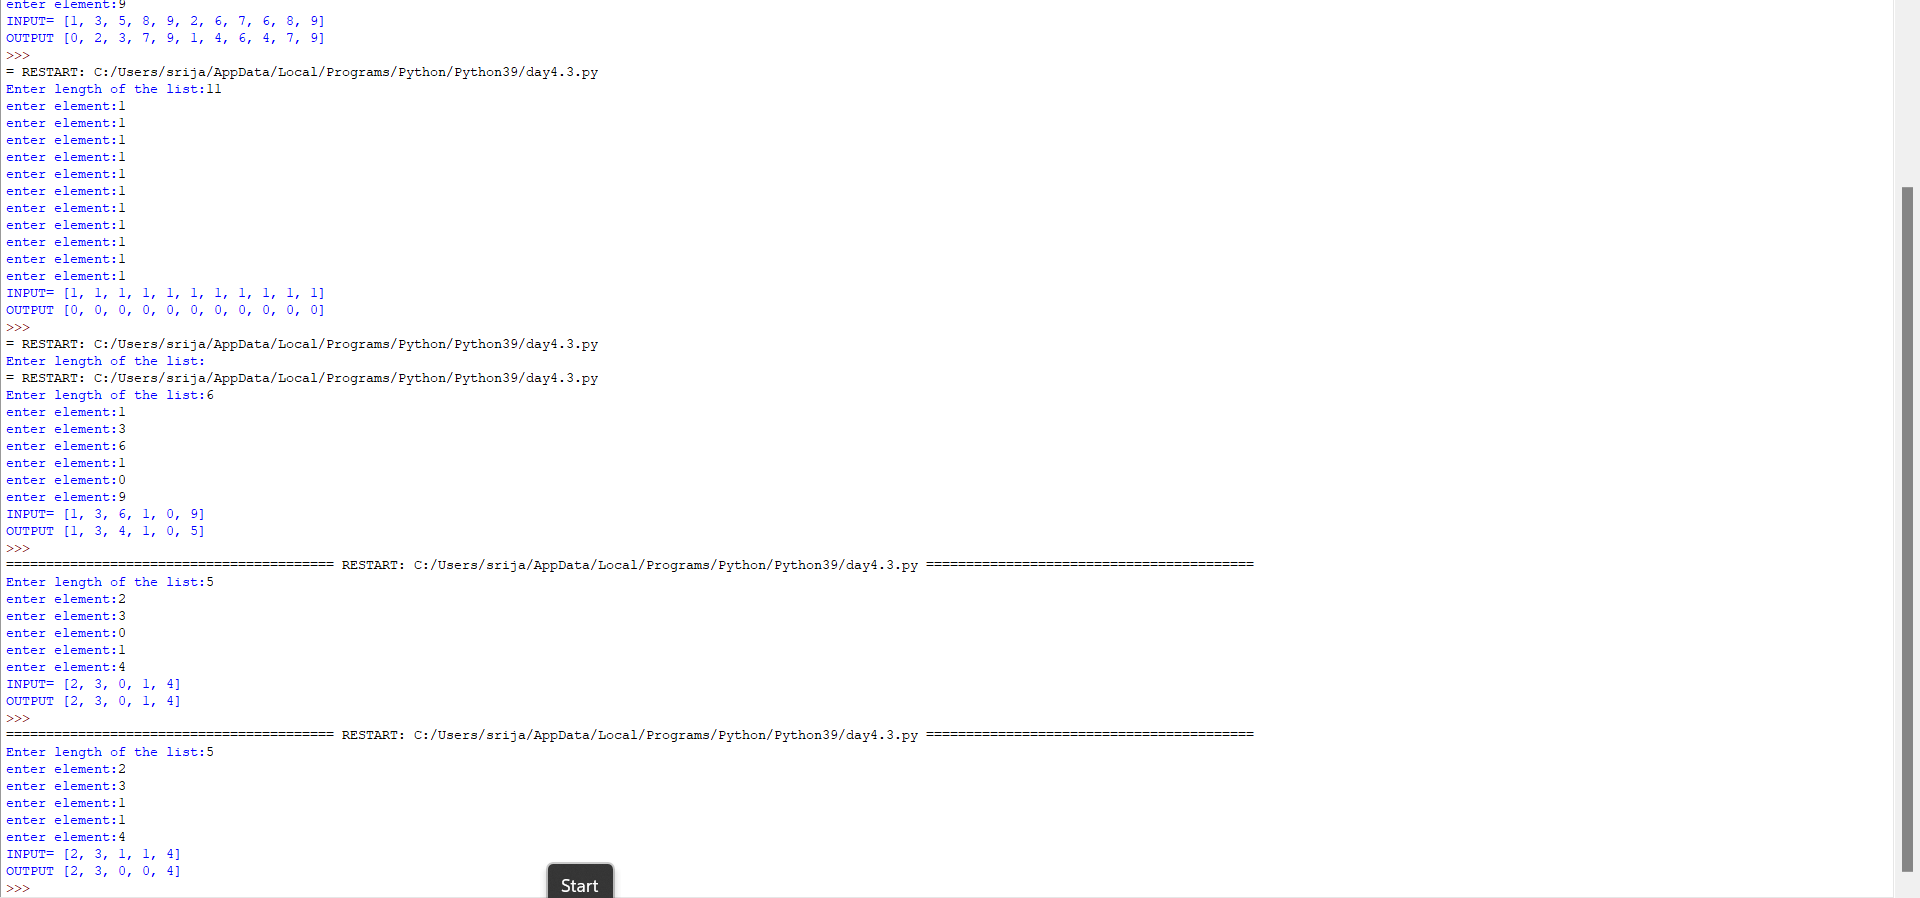 enter element:9
INPUT= [1, 3, 5, 8, 9, 2, 6, 7, 6, 8, 9]
OUTPUT [0, 2, 3, 7, 9, 1, 4, 6, 4, 7, 9]
>>>
= RESTART: C:/Users/srija/AppData/Local/Programs/Python/Python39/day4.3.py
Enter length of the list:11
enter element:1
enter element:1
enter element:1
enter element:1
enter element:1
enter element:1
enter element:1
enter element:1
enter element:1
enter element:1
enter element:1
INPUT= [1, 1, 1, 1, 1, 1, 1, 1, 1, 1, 1]
OUTPUT [0, 0, 0, 0, 0, 0, 0, 0, 0, 0, 0]
>>>
= RESTART: C:/Users/srija/AppData/Local/Programs/Python/Python39/day4.3.py
Enter length of the list:
= RESTART: C:/Users/srija/AppData/Local/Programs/Python/Python39/day4.3.py
Enter length of the list:6
enter element:1
enter element:3
enter element:6
enter element:1
enter element:0
enter element:9
INPUT= [1, 3, 6, 1, 0, 9]
OUTPUT [1, 3, 4, 1, 0, 5]
>>>
========================================= RESTART: C:/Users/srija/AppData/Local/Programs/Python/Python39/day4.3.py =========================================
Enter length of the list:5
enter element:2
enter element:3
enter element:0
enter element:1
enter element:4
INPUT= [2, 3, 0, 1, 4]
OUTPUT [2, 3, 0, 1, 4]
>>>
========================================= RESTART: C:/Users/srija/AppData/Local/Programs/Python/Python39/day4.3.py =========================================
Enter length of the list:5
enter element:2
enter element:3
enter element:1
enter element:1
enter element:4
INPUT= [2, 3, 1, 1, 4]
OUTPUT [2, 3, 0, 0, 4]
>>>
Start